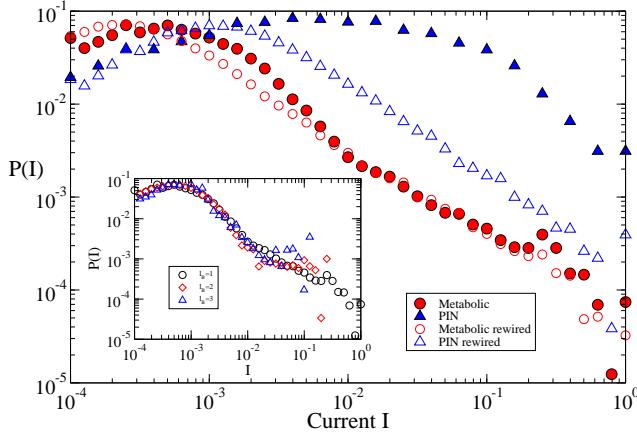 10^-1
10^-2
10^-3
10^-4
10^-5
P(I)
10^-4
10^-3
10^-2
10^-1
10^0
Current I
Metabolic
PIN
Metabolic rewired
PIN rewired
10^-1
10^-2
10^-3
10^-4
10^-5
P(I)
10^-4
10^-3
10^-2
10^-1
10^0
I
l_B=1
l_B=2
l_B=3